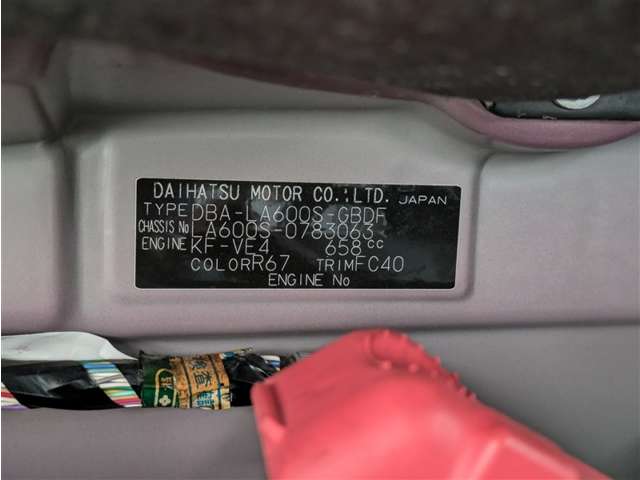 DAIHATSU MOTOR CO.,LTD. JAPAN
TYPE DBA-LA600S-GBDF
CHASSIS No LA600S-0783063
ENGINE KF-VE4 658cc
COLOR R67 TRIM FC40
ENGINE No